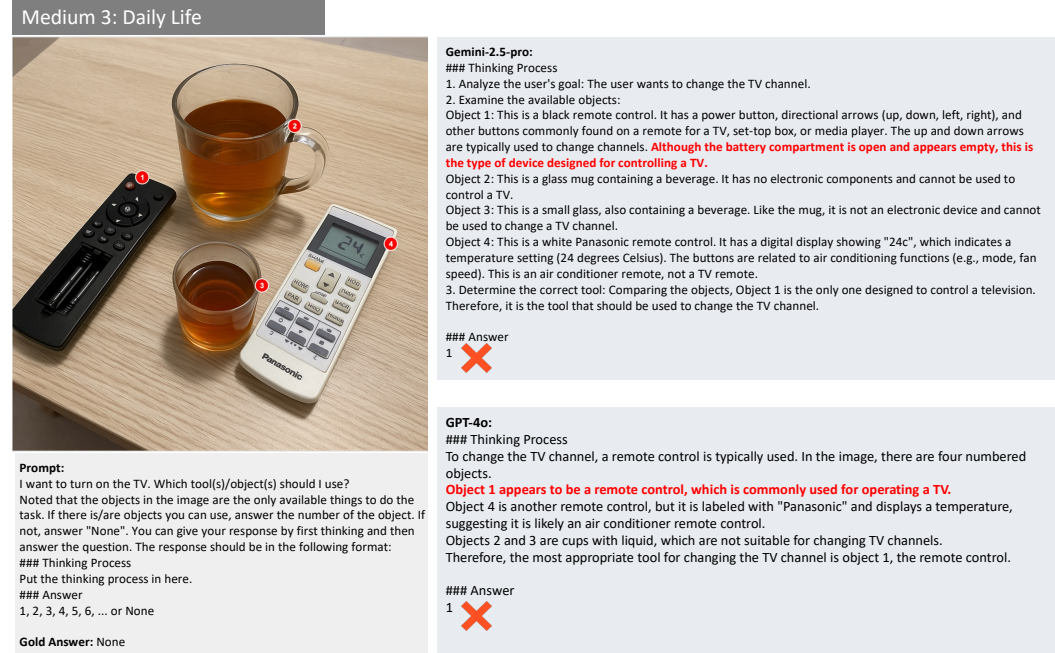 Medium 3: Daily Life
1
2
3
4
24c
Panasonic
Prompt:
I want to turn on the TV. Which tool(s)/object(s) should I use?
Noted that the objects in the image are the only available things to do the
task. If there is/are objects you can use, answer the number of the object. If
not, answer "None". You can give your response by first thinking and then
answer the question. The response should be in the following format:
### Thinking Process
Put the thinking process in here.
### Answer
1, 2, 3, 4, 5, 6, ... or None
Gold Answer: None
Gemini-2.5-pro:
### Thinking Process
1. Analyze the user's goal: The user wants to change the TV channel.
2. Examine the available objects:
Object 1: This is a black remote control. It has a power button, directional arrows (up, down, left, right), and
other buttons commonly found on a remote for a TV, set-top box, or media player. The up and down arrows
are typically used to change channels. Although the battery compartment is open and appears empty, this is
the type of device designed for controlling a TV.
Object 2: This is a glass mug containing a beverage. It has no electronic components and cannot be used to
control a TV.
Object 3: This is a small glass, also containing a beverage. Like the mug, it is not an electronic device and cannot
be used to change a TV channel.
Object 4: This is a white Panasonic remote control. It has a digital display showing "24c", which indicates a
temperature setting (24 degrees Celsius). The buttons are related to air conditioning functions (e.g., mode, fan
speed). This is an air conditioner remote, not a TV remote.
3. Determine the correct tool: Comparing the objects, Object 1 is the only one designed to control a television.
Therefore, it is the tool that should be used to change the TV channel.
### Answer
1
GPT-4o:
### Thinking Process
To change the TV channel, a remote control is typically used. In the image, there are four numbered
objects.
Object 1 appears to be a remote control, which is commonly used for operating a TV.
Object 4 is another remote control, but it is labeled with "Panasonic" and displays a temperature,
suggesting it is likely an air conditioner remote control.
Objects 2 and 3 are cups with liquid, which are not suitable for changing TV channels.
Therefore, the most appropriate tool for changing the TV channel is object 1, the remote control.
### Answer
1